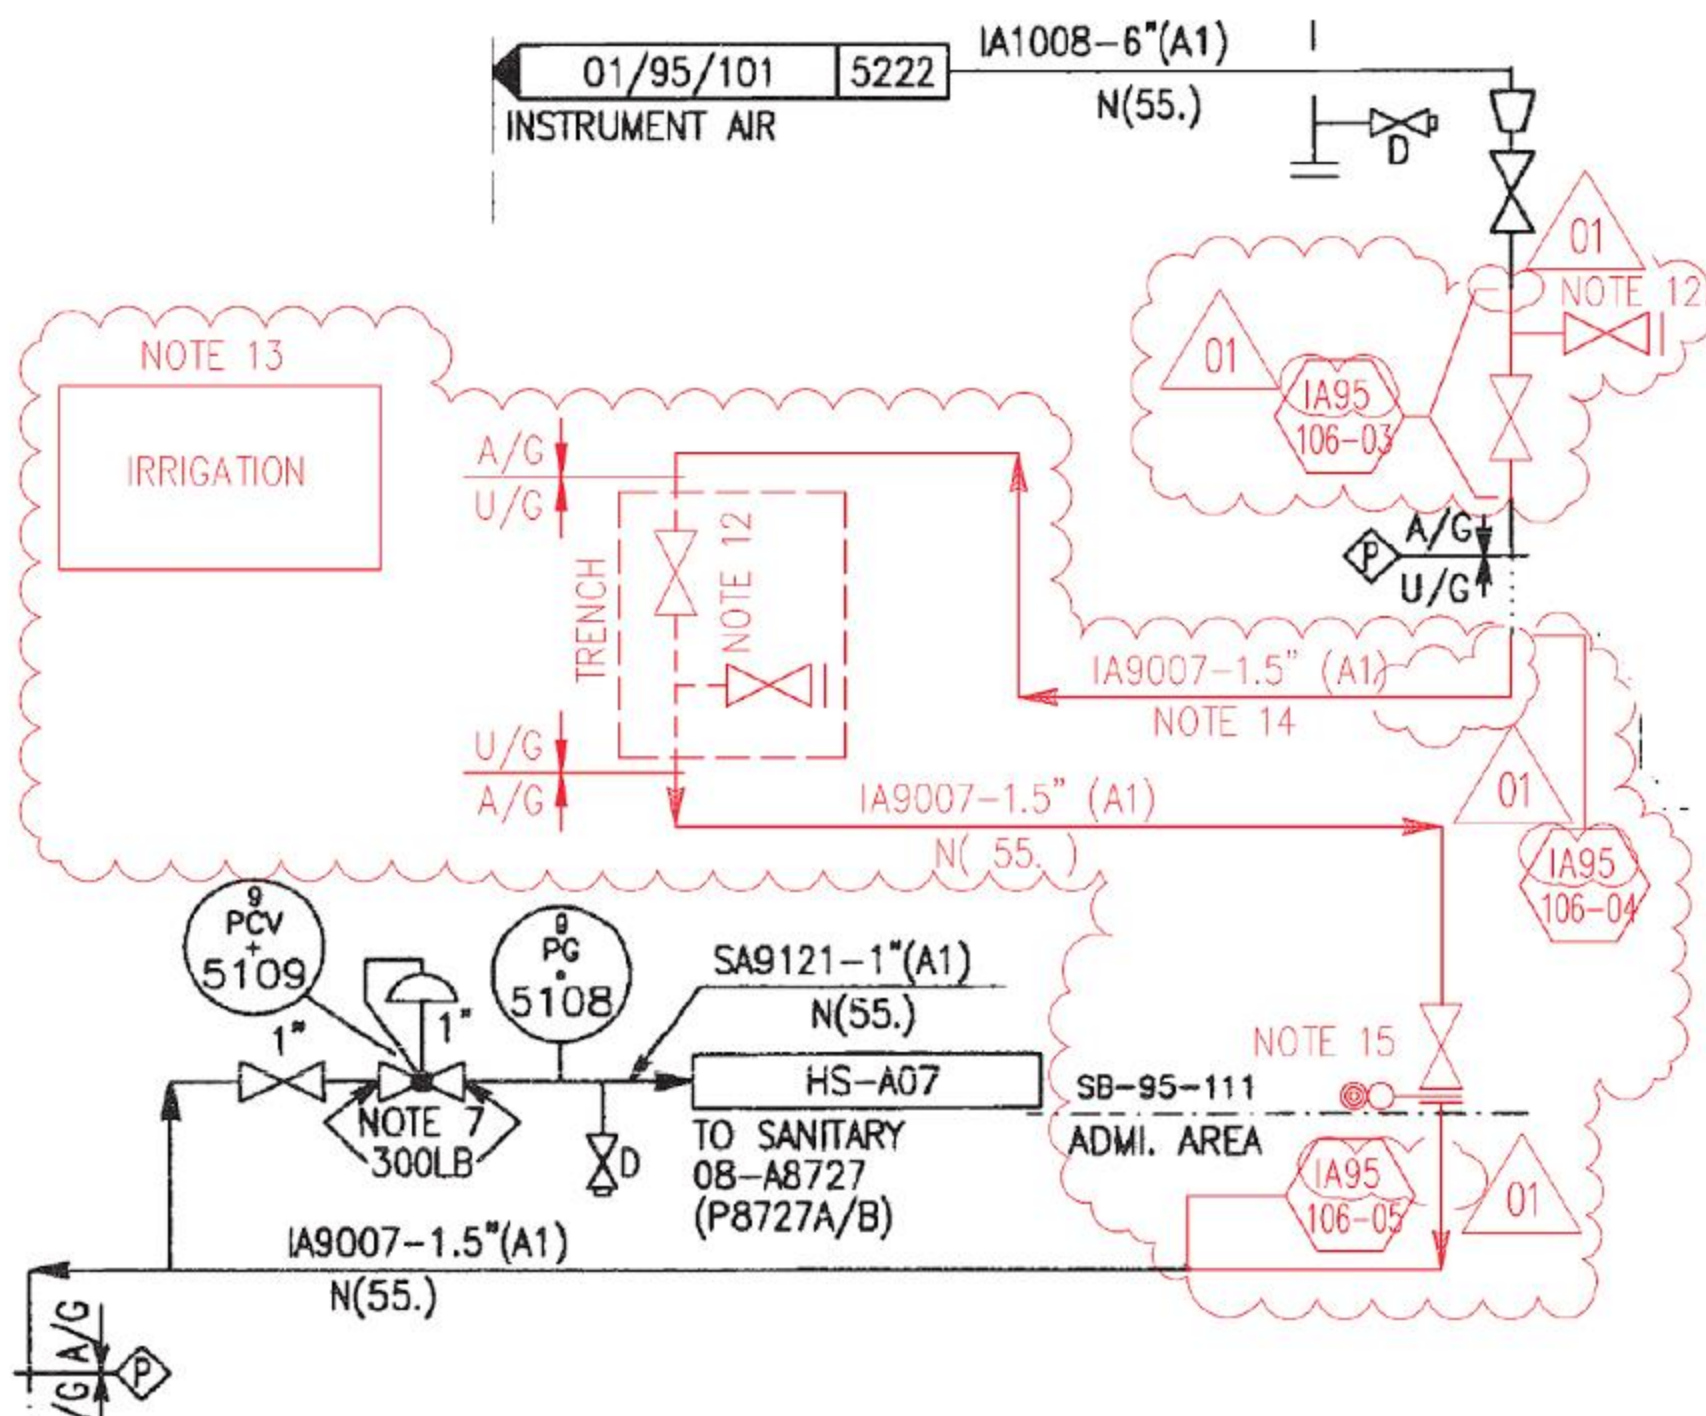 IA1008-6"(A1)
01/95/101 5222
N(55.)
INSTRUMENT AIR
D
01
NOTE 12
01
NOTE 13
IA95
106-03
IRRIGATION
A/G
U/G
A/G
P
U/G
TRENCH
NOTE 12
IA9007-1.5" (A1)
NOTE 14
U/G
A/G
01
IA9007-1.5" (A1)
N( 55. )
IA95
106-04
9
PCV
+
5109
9
PG
5108
SA9121-1"(A1)
N(55.)
1"
1"
NOTE 15
HS-A07
SB-95-111
NOTE 7
300LB
D
TO SANITARY
08-A8727
(P8727A/B)
ADMI. AREA
IA95
106-05
01
IA9007-1.5"(A1)
N(55.)
A/G
P
/G